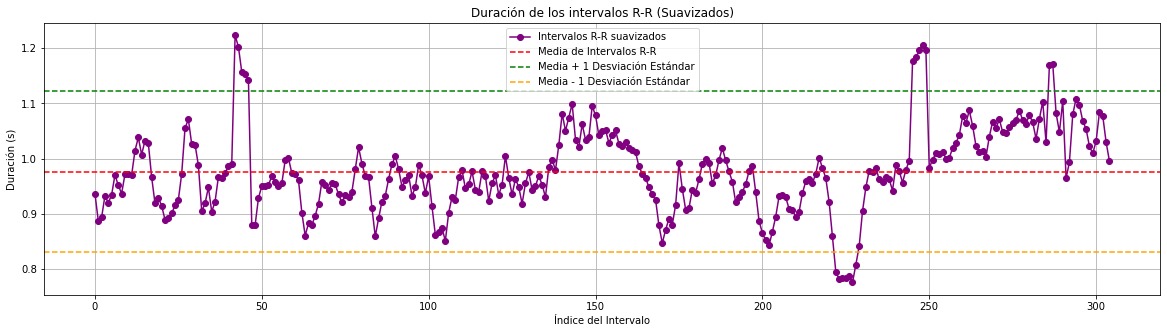 Duración de los intervalos R-R (Suavizados)
Intervalos R-R suavizados
Media de Intervalos R-R
Media + 1 Desviación Estándar
Media - 1 Desviación Estándar
Duración (s)
1.2
1.1
1.0
0.9
0.8
0 50 100 150 200 250 300
Índice del Intervalo